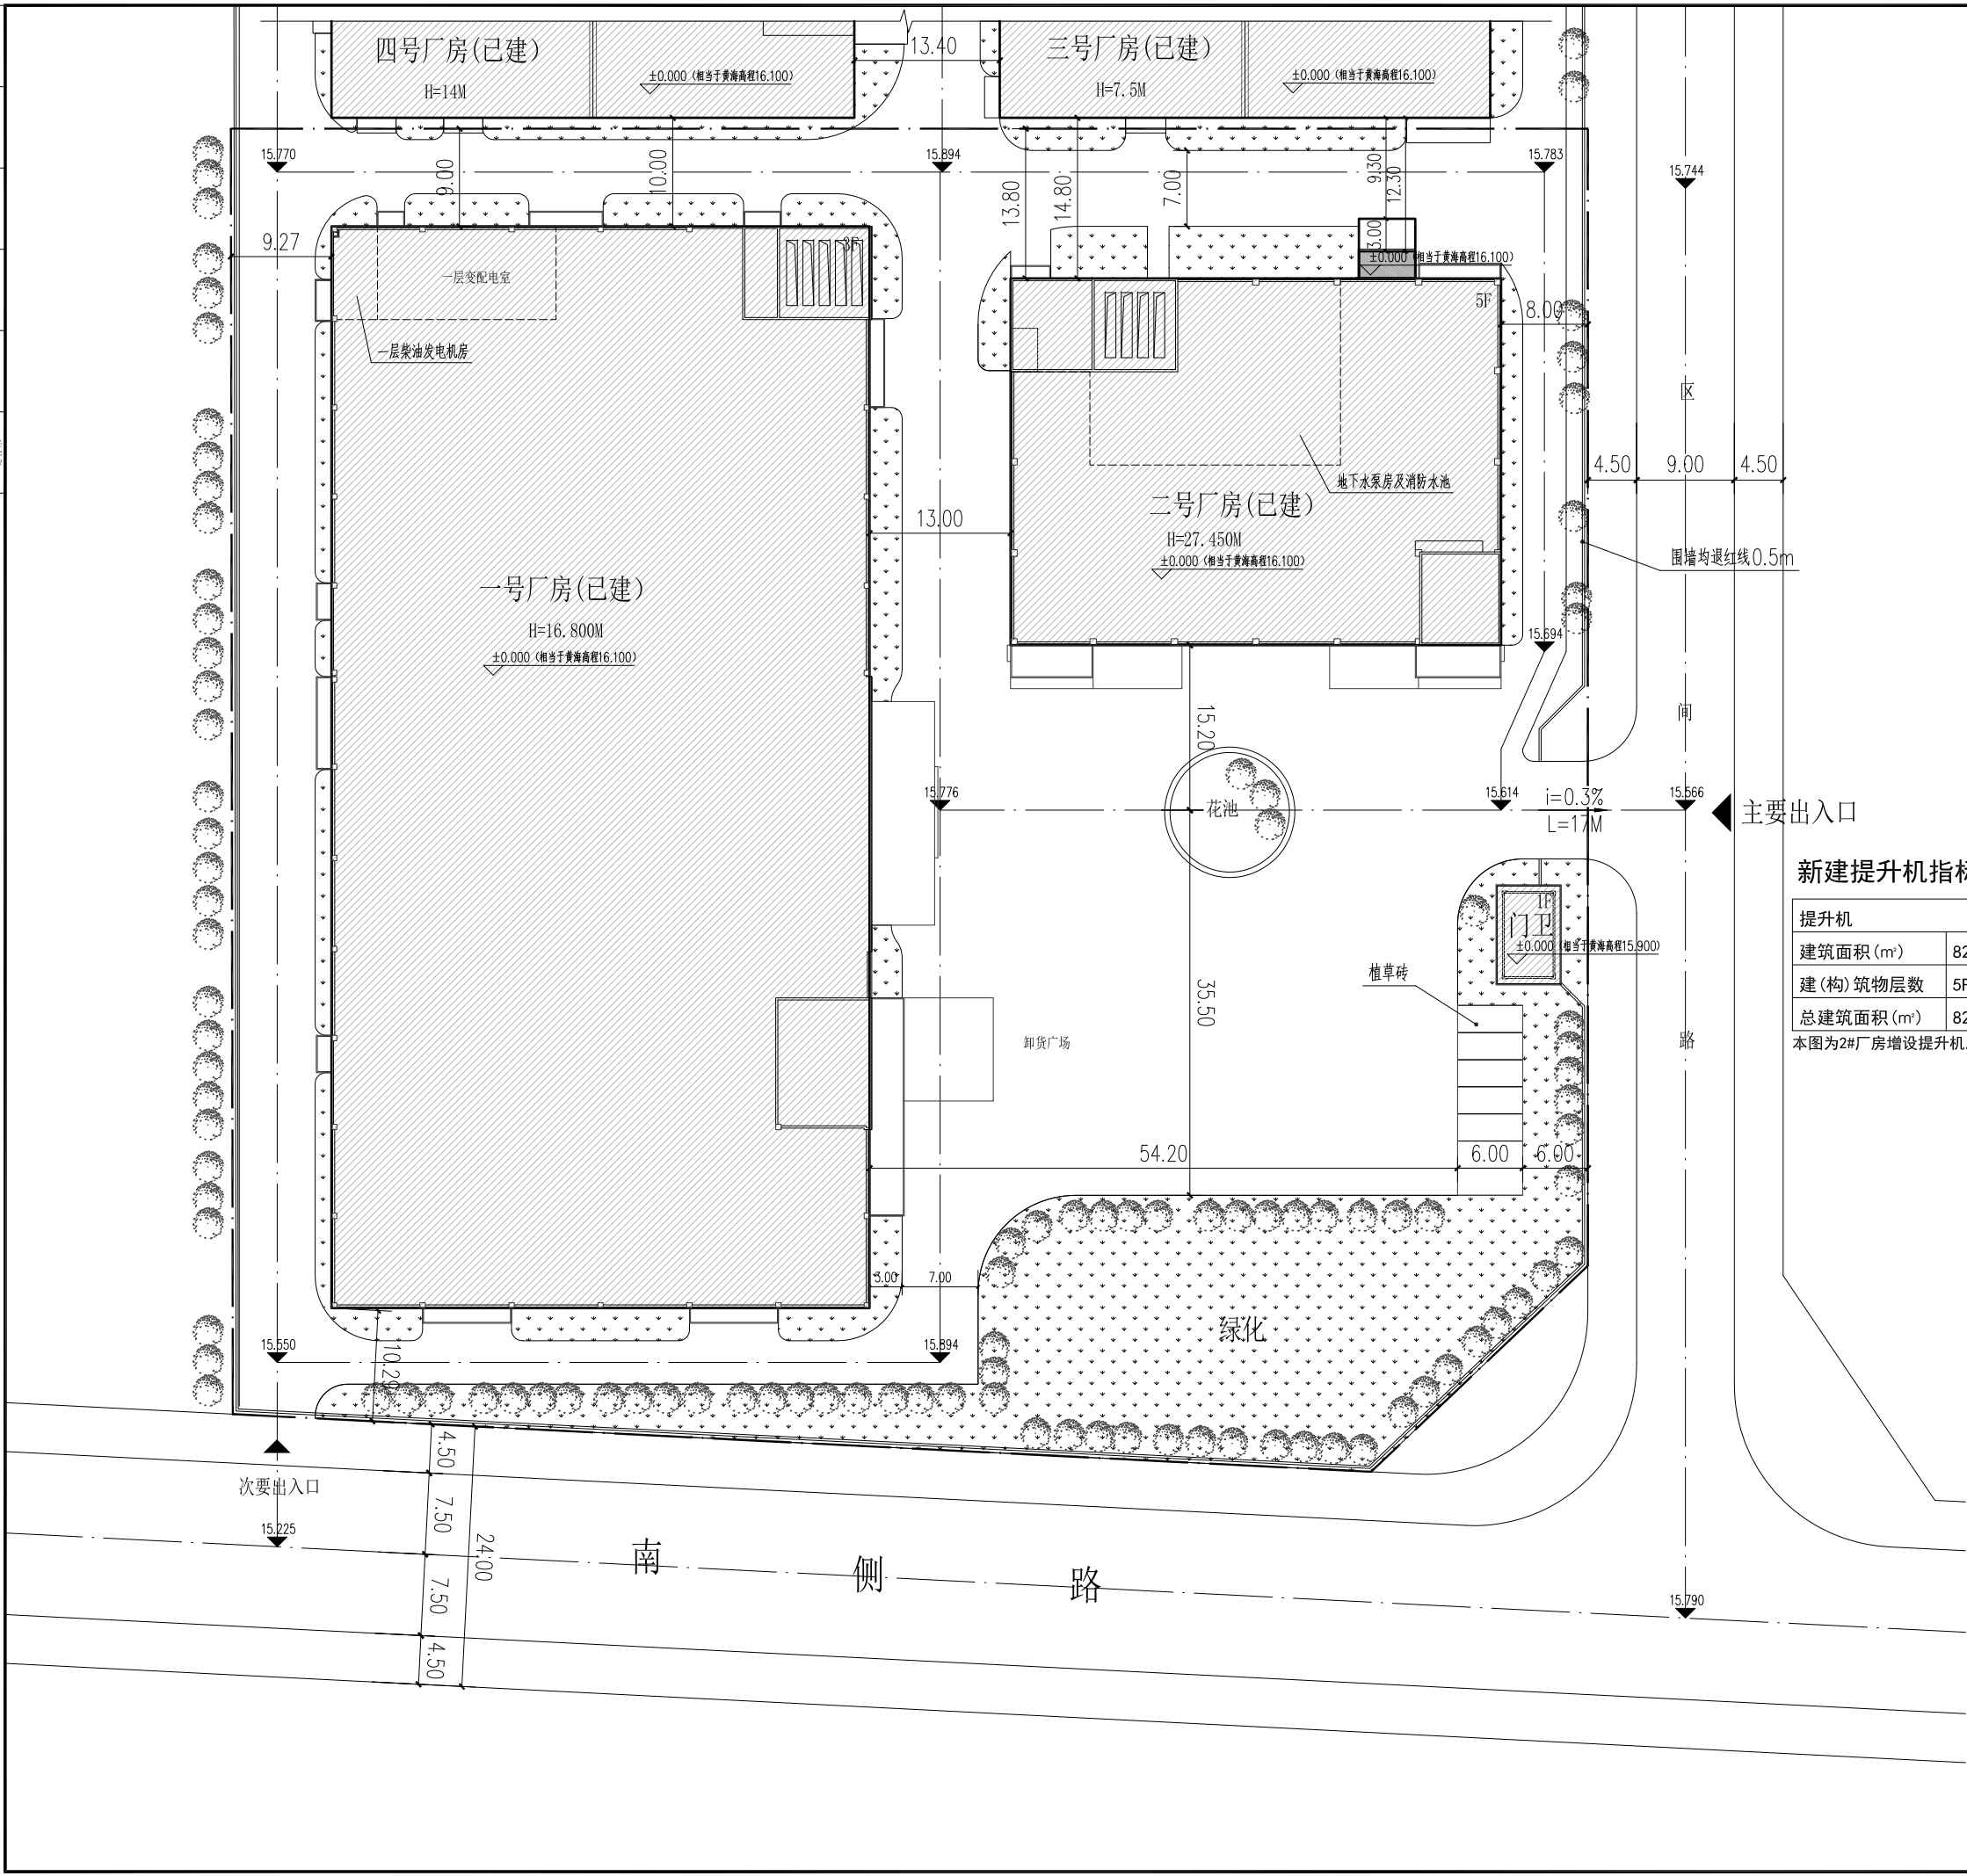 四号厂房(已建)
H=14M
±0.000 (相当于黄海高程16.100)
13.40
三号厂房(已建)
H=7.5M
±0.000 (相当于黄海高程16.100)
15.770
9.00
10.00
15.894
13.80
14.80
7.00
9.30
12.30
15.783
15.744
9.27
一层变配电室
3F
一层柴油发电机房
3.00
±0.000 (相当于黄海高程16.100)
5F
8.00
区
4.50
9.00
4.50
地下水泵房及消防水池
二号厂房(已建)
H=27.450M
±0.000 (相当于黄海高程16.100)
13.00
围墙均退红线0.5m
一号厂房(已建)
H=16.800M
±0.000 (相当于黄海高程16.100)
15.694
间
15.20
15.776
花池
15.614
i=0.3%
L=17M
15.566
主要出入口
新建提升机指标
提升机
建筑面积(㎡)
82
建(构)筑物层数
5F
总建筑面积(㎡)
82
本图为2#厂房增设提升机
1F
门卫
±0.000 (相当于黄海高程15.900)
植草砖
35.50
卸货广场
路
54.20
6.00
6.00
3.00
7.00
绿化
15.550
10.29
15.894
次要出入口
15.225
4.50
7.50
24.00
7.50
4.50
南
侧
路
15.790